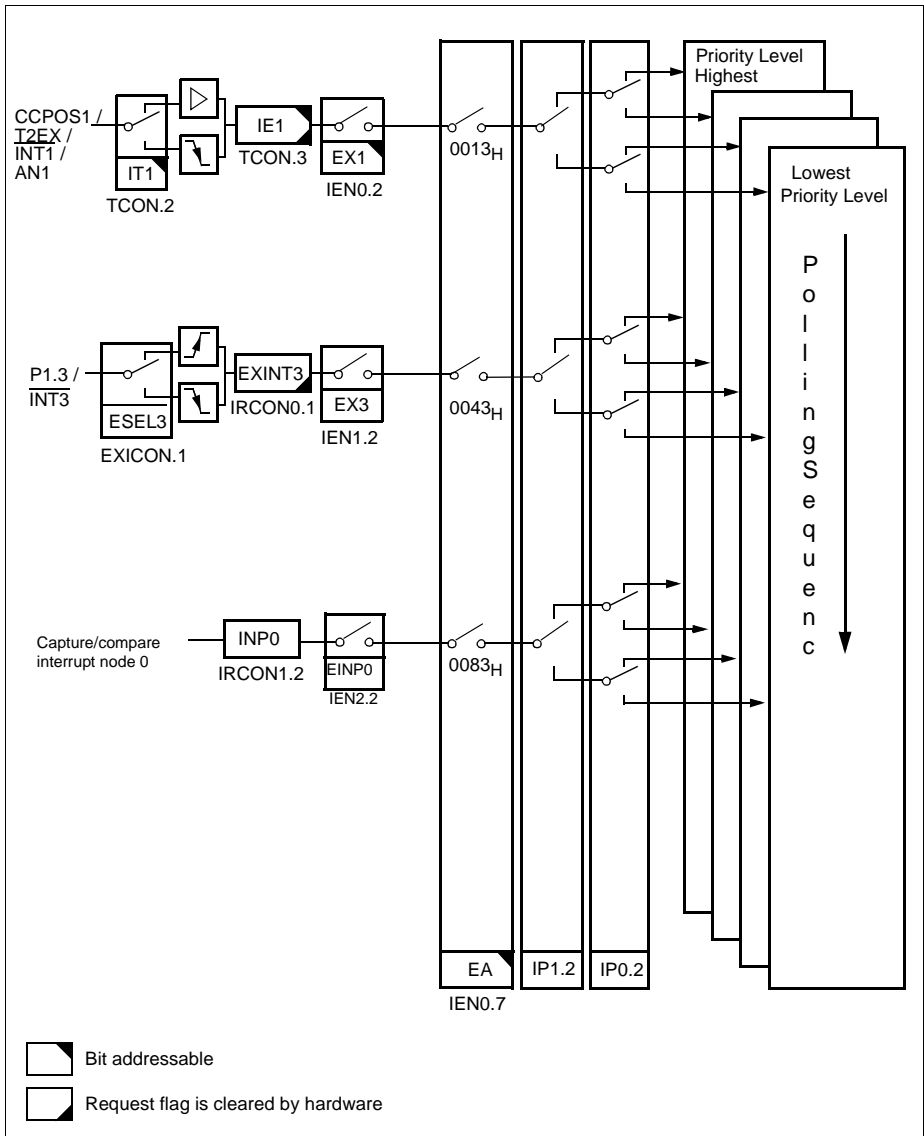 CCPOS1 /
T2EX /
INT1 /
AN1
IT1
TCON.2
IE1
TCON.3
EX1
IEN0.2
0013H
Priority Level
Highest
Lowest
Priority Level
P1.3 /
INT3
ESEL3
EXICON.1
EXINT3
IRCON0.1
EX3
IEN1.2
0043H
Capture/compare
interrupt node 0
INP0
IRCON1.2
EINP0
IEN2.2
0083H
P
o
l
l
i
n
g
S
e
q
u
e
n
c
EA
IEN0.7
IP1.2
IP0.2
Bit addressable
Request flag is cleared by hardware